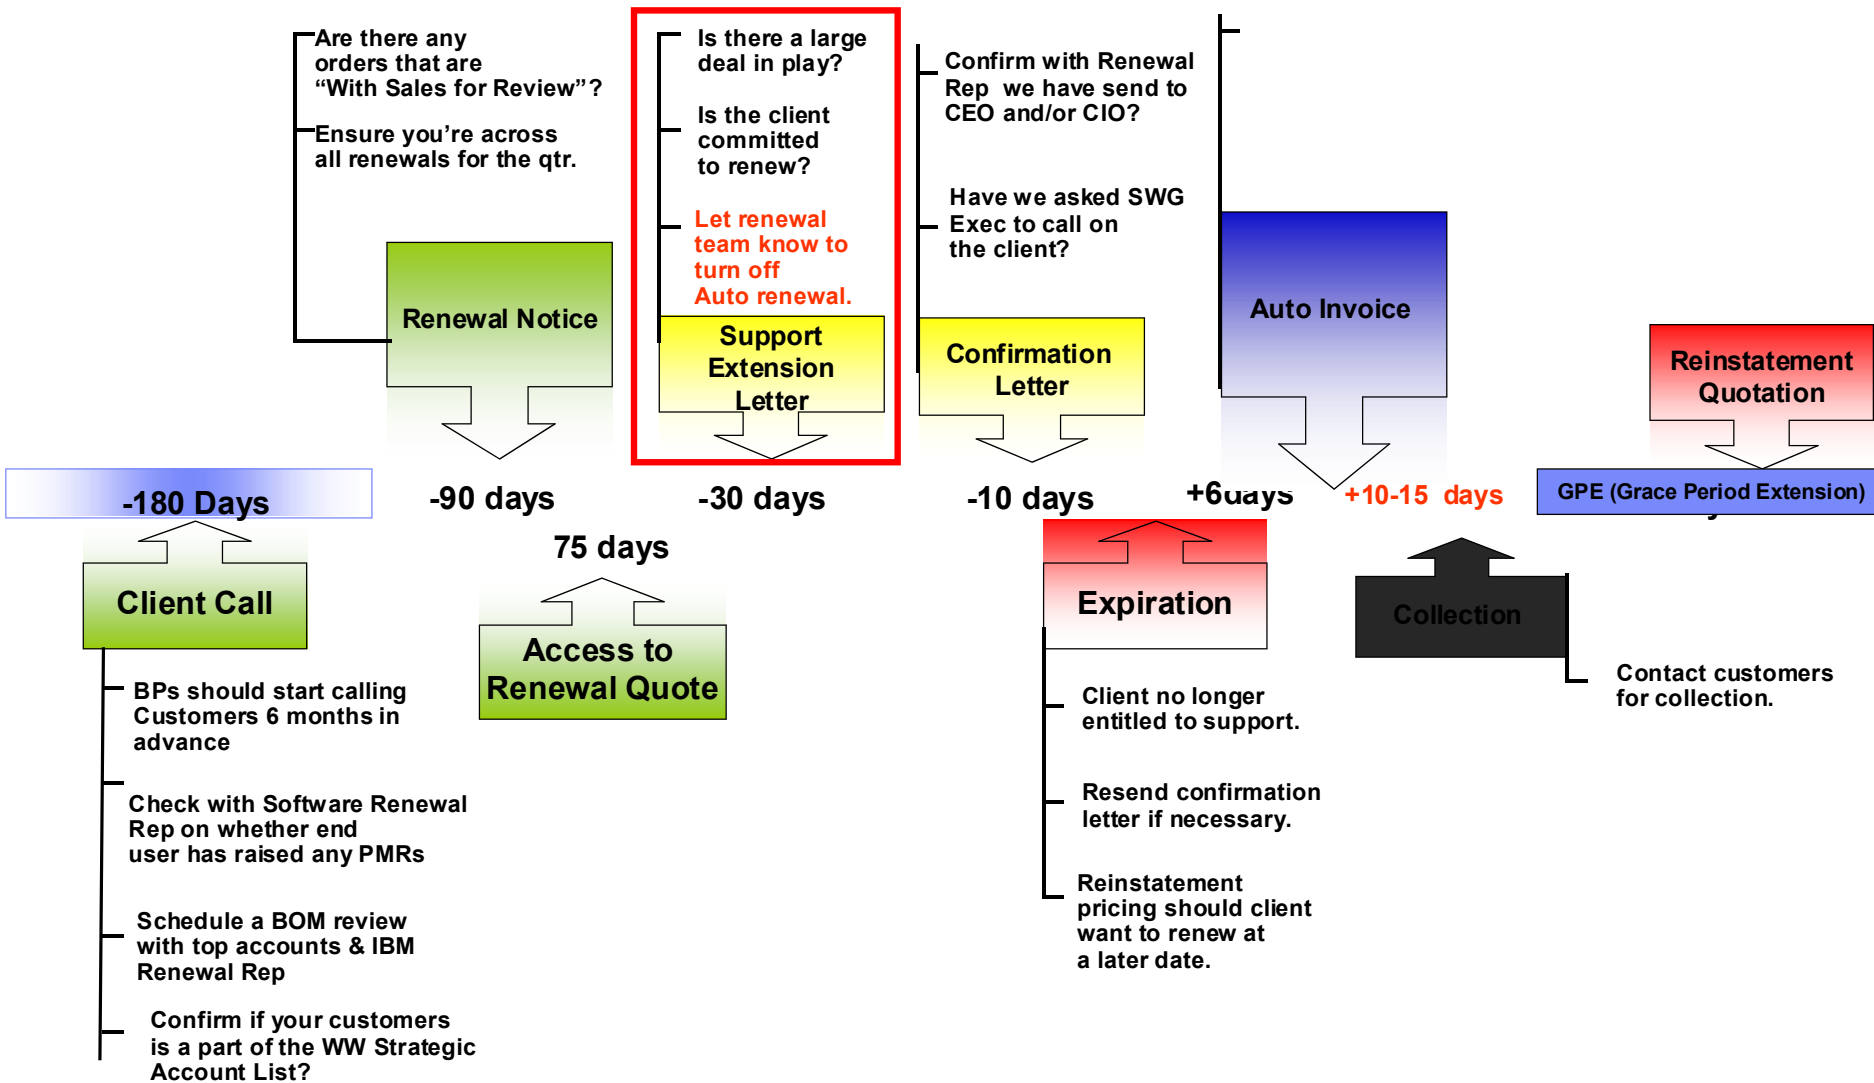 Are there any
orders that are
“With Sales for Review”?
Ensure you’re across
all renewals for the qtr.
Renewal Notice
Is there a large
deal in play?
Is the client
committed
to renew?
Let renewal
team know to
turn off
Auto renewal.
Support
Extension
Letter
Confirm with Renewal
Rep we have send to
CEO and/or CIO?
Have we asked SWG
Exec to call on
the client?
Confirmation
Letter
Auto Invoice
Reinstatement
Quotation
-180 Days
-90 days
-30 days
-10 days
+6days
+10-15 days
GPE (Grace Period Extension)
75 days
Client Call
Access to
Renewal Quote
Expiration
Collection
BPs should start calling
Customers 6 months in
advance
Check with Software Renewal
Rep on whether end
user has raised any PMRs
Schedule a BOM review
with top accounts & IBM
Renewal Rep
Confirm if your customers
is a part of the WW Strategic
Account List?
Client no longer
entitled to support.
Resend confirmation
letter if necessary.
Reinstatement
pricing should client
want to renew at
a later date.
Contact customers
for collection.